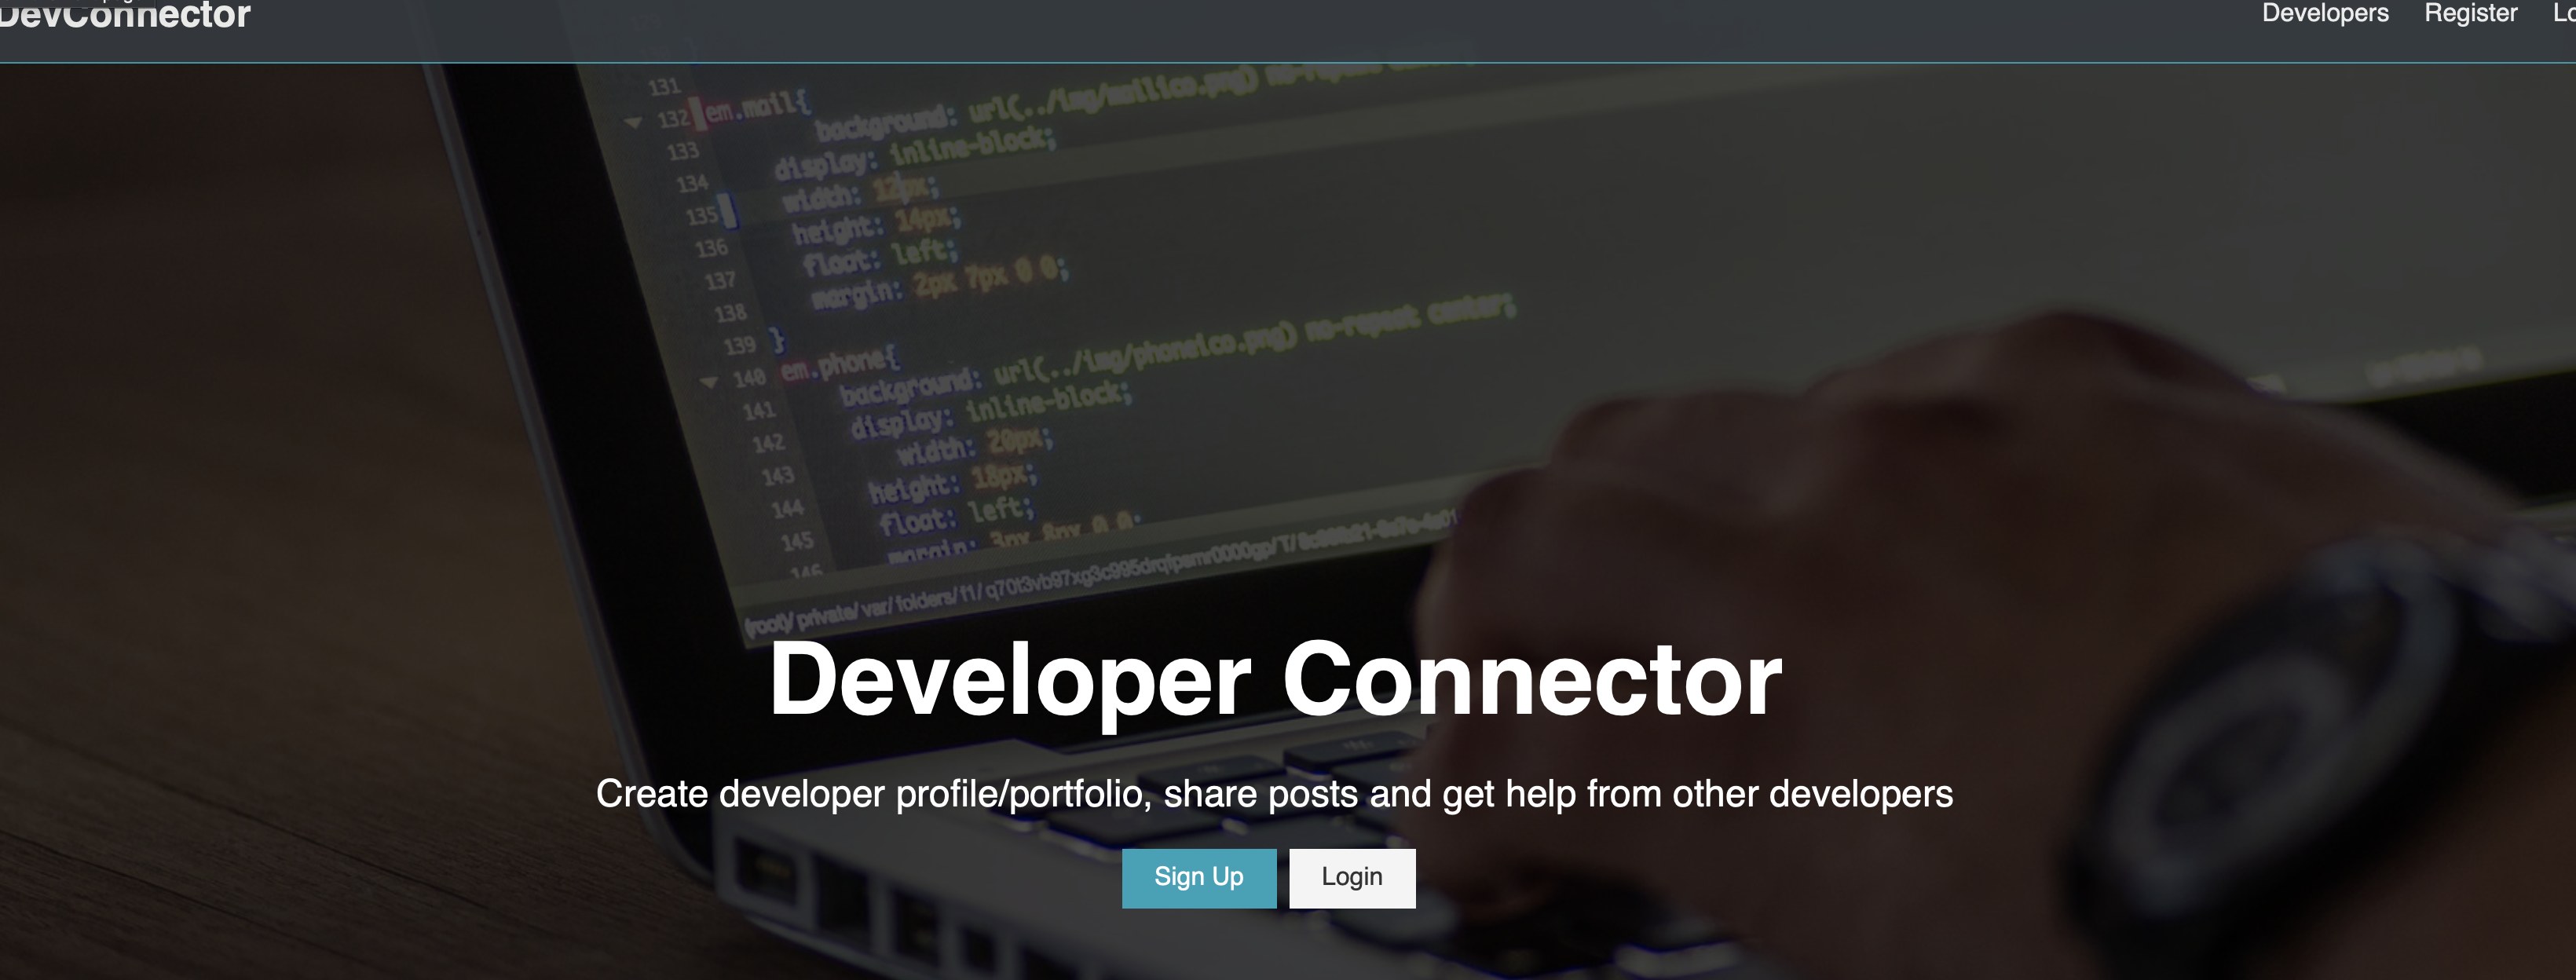 DevConnector
Developers Register
131
132 em.mail{
133 background: url(../img/mailico.png) no-repeat center;
134 display: inline-block;
135 width: 12px;
136 height: 14px;
137 float: left;
138 margin: 2px 7px 0 0;
139 }
140 em.phone{
141 background: url(../img/phoneico.png) no-repeat center;
142 display: inline-block;
143 width: 20px;
144 height: 18px;
145 float: left;
146 margin: 3px 8px 0 0;
(root)/ private/ var/ folders/ f1/
Developer Connector
Create developer profile/portfolio, share posts and get help from other developers
Sign Up Login